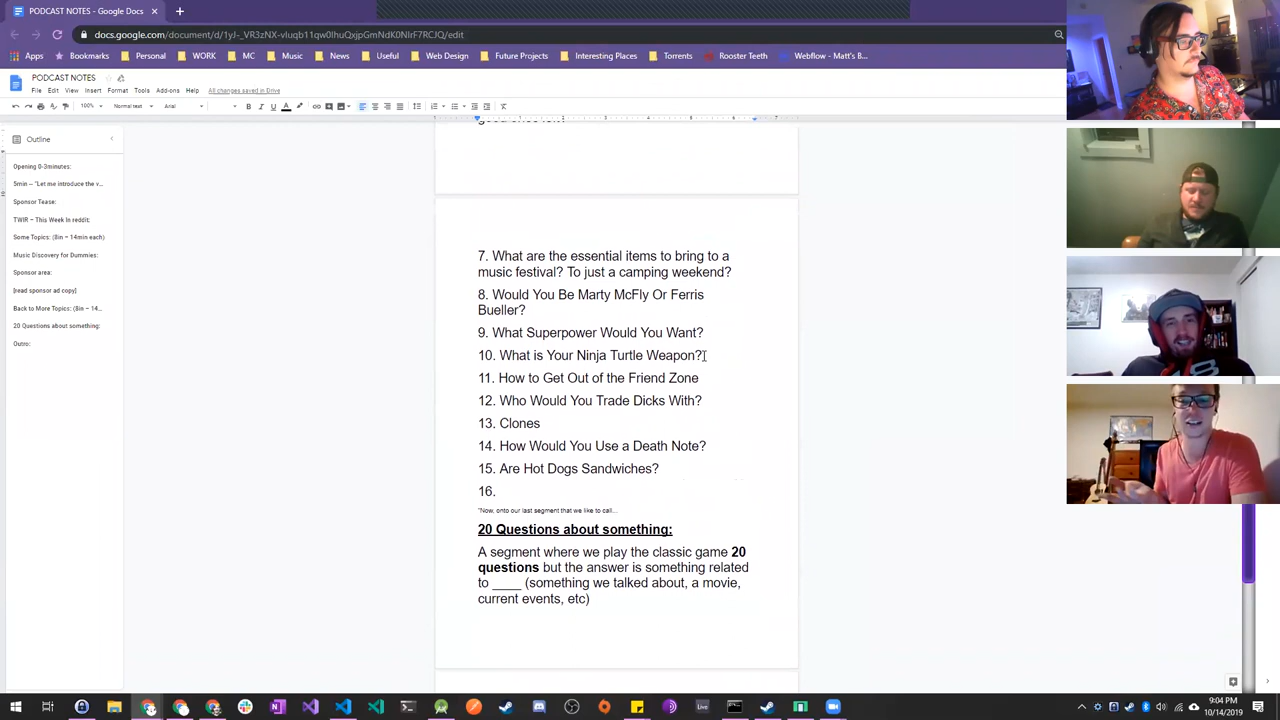 PODCAST NOTES
docs.google.com/document/d/1yJ-_VR3zNX-vluqb11qw0lhuQxjpGmNdK0NlrF7RCJQ/edit
Apps
Bookmarks
Personal
WORK
MC
Music
News
Useful
Web Design
Fountain Pens
Interesting Places
Torrents
Rooster Teeth
Webflow - Matt's B...
PODCAST NOTES
File Edit View Insert Format Tools Add-ons Help All changes saved in Drive
100% Normal text Arial
Outline
Opening 0-3minutes:
5min -- "Let me introduce the v...
Sponsor Tease:
TWIR – This Week In reddit:
Some Topics: (8in – 14min each)
Music Discovery for Dummies:
Sponsor area:
[read sponsor ad copy]
Back to More Topics: (8in – 14...
20 Questions about something:
Outro:
7. What are the essential items to bring to a
music festival? To just a camping weekend?
8. Would You Be Marty McFly Or Ferris
Bueller?
9. What Superpower Would You Want?
10. What is Your Ninja Turtle Weapon?
11. How to Get Out of the Friend Zone
12. Who Would You Trade Dicks With?
13. Clones
14. How Would You Use a Death Note?
15. Are Hot Dogs Sandwiches?
16.
"Now, onto our last segment that we like to call...
20 Questions about something:
A segment where we play the classic game 20
questions but the answer is something related
to ____ (something we talked about, a movie,
current events, etc)
9:04 PM
10/14/2019